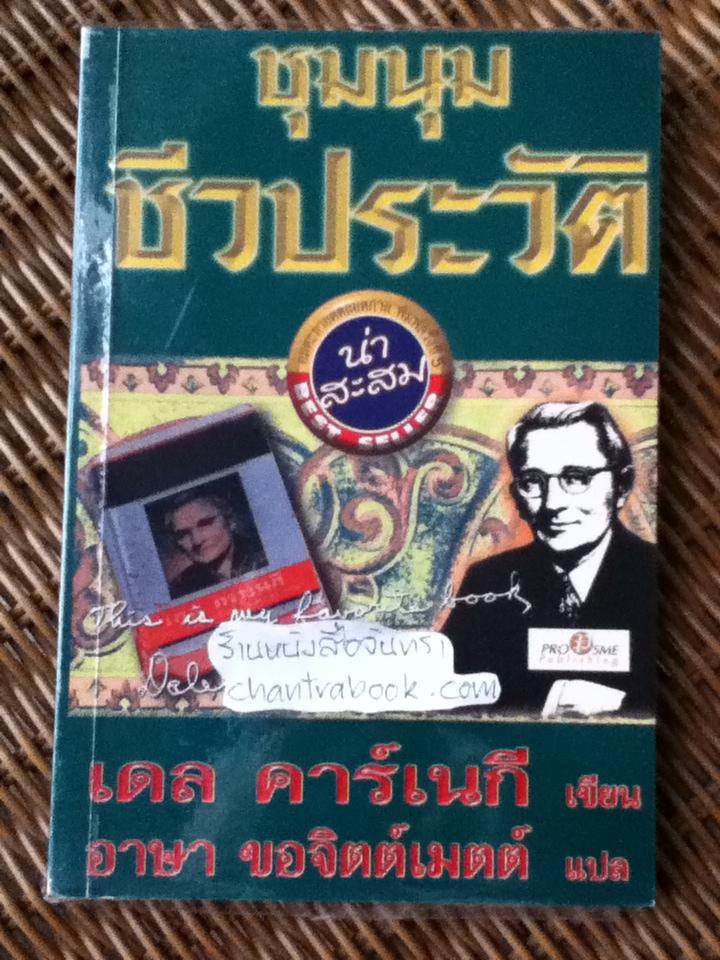 ชุมนุม
ชีวประวัติ
น่า
สะสม
BEST SELLER
This is my favorite book
Dale
ร้านหนังสือจันทรา
chantrabook.com
PROSME
Publishing
เดล คาร์เนกี เขียน
อาษา ขอจิตต์เมตต์ แปล